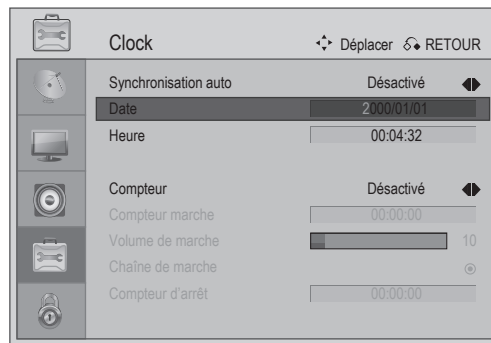 Clock Déplacer RETOUR
Synchronisation auto Désactivé
Date 2000/01/01
Heure 00:04:32
Compteur Désactivé
Compteur marche 00:00:00
Volume de marche 10
Chaîne de marche
Compteur d'arrêt 00:00:00